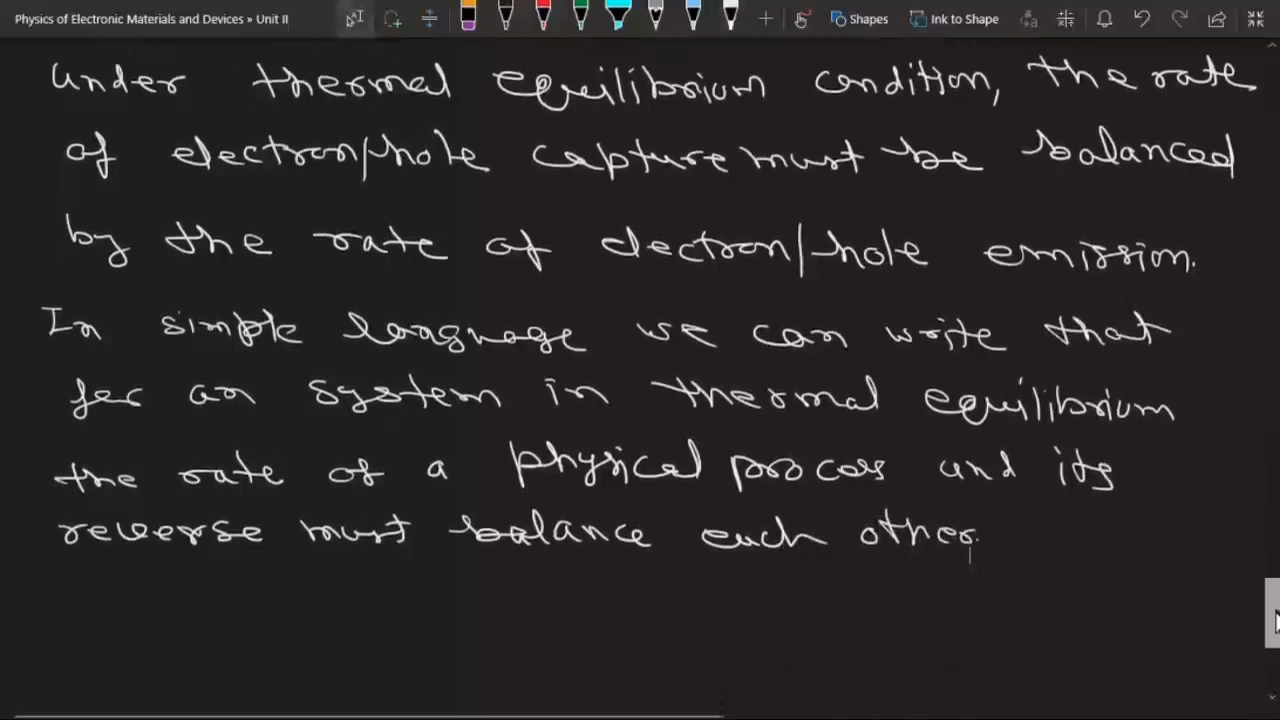 Physics of Electronic Materials and Devices » Unit II
Shapes
Ink to Shape
Under thermal equilibrium condition, the rate
of electron/hole capture must be balanced
by the rate of electron/hole emission.
In simple language we can write that
for an system in thermal equilibrium
the rate of a physical process and its
reverse must balance each other.